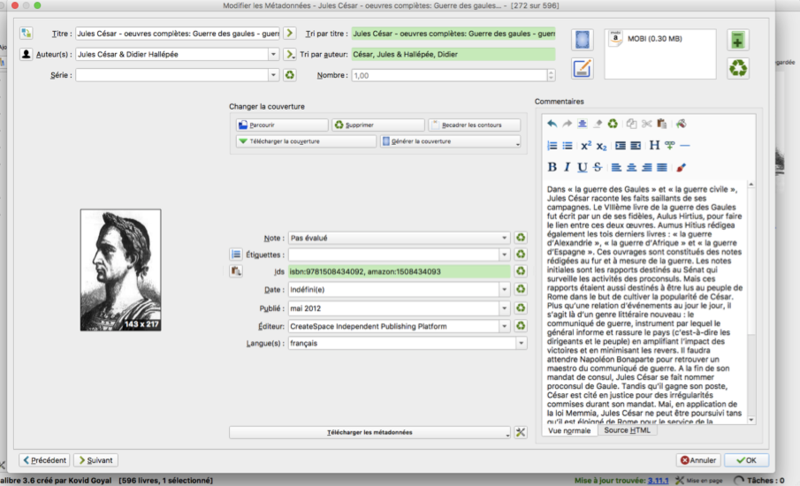 Modifier les Métadonnées - Jules César - oeuvres complètes: Guerre des gaules... - [272 sur 596]
Titre : Jules César - oeuvres complètes: Guerre des gaules - guerr
Tri par titre : Jules César - oeuvres complètes: Guerre des gaules - guerr
Auteur(s) : Jules César & Didier Hallépée
Tri par auteur: César, Jules & Hallépée, Didier
Série :
Nombre : 1,00
MOBI (0.30 MB)
Changer la couverture
Parcourir
Supprimer
Recadrer les contours
Télécharger la couverture
Générer la couverture
143 x 217
Note : Pas évalué
Étiquettes :
Ids isbn:9781508434092, amazon:1508434093
Date : Indéfini(e)
Publié : mai 2012
Éditeur: CreateSpace Independent Publishing Platform
Langue(s) : français
Télécharger les métadonnées
Commentaires
Dans « la guerre des Gaules » et « la guerre civile »,
Jules César raconte les faits saillants de ses
campagnes. Le VIIIème livre de la guerre des Gaules
fut écrit par un de ses fidèles, Aulus Hirtius, pour faire
le lien entre ces deux œuvres. Aumus Hitius rédigea
également les tois derniers livres : « la guerre
d'Alexandrie », « la guerre d'Afrique » et « la guerre
d'Espagne ». Ces ouvrages sont constitués des notes
rédigées au fur et à mesure de la guerre. Les notes
initiales sont les rapports destinés au Sénat qui
surveille les activités des proconsuls. Mais ces
rapports étaient aussi destinés à être lus au peuple de
Rome dans le but de cultiver la popularité de César.
Plus qu'une relation d'événements au jour le jour, il
s'agit là d'un genre littéraire nouveau : le
communiqué de guerre, instrument par lequel le
général informe et rassure le pays (c'est-à-dire les
dirigeants et le peuple) en amplifiant l'impact des
victoires et en minimisant les revers. Il faudra
attendre Napoléon Bonaparte pour retrouver un
maestro du communiqué de guerre. A la fin de son
mandat de consul, Jules César se fait nommer
proconsul de Gaule. Tandis qu'il gagne son poste,
César est cité en justice pour des irrégularités
commises durant son mandat. Mai, en application de
la loi Memmia, Jules César ne peut être poursuivi tans
qu'il est éloigné de Rome pour le service de la
Vue normale
Source HTML
Précédent
Suivant
Annuler
OK
alibre 3.6 créé par Kovid Goyal [596 livres, 1 sélectionné]
Mise à jour trouvée: 3.11.1
Mise en page
Tâches : 0